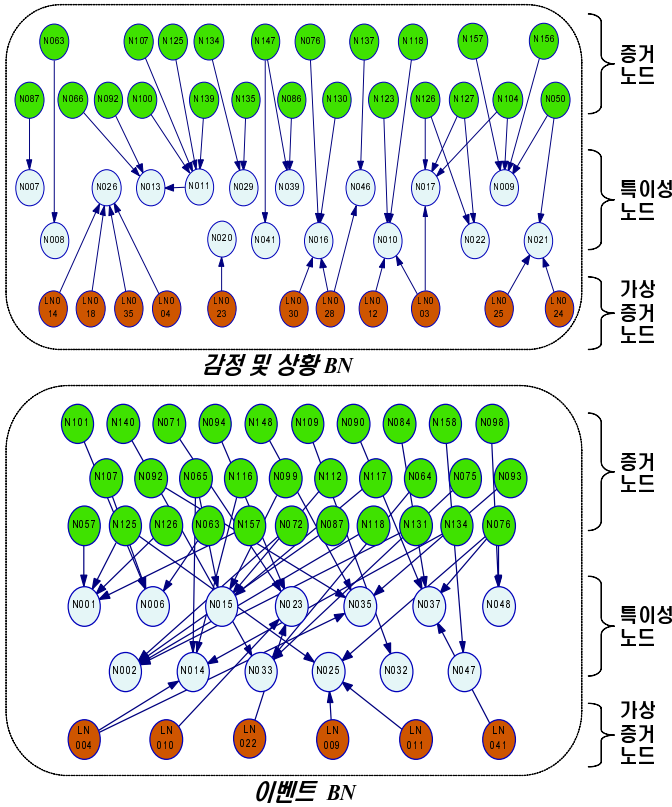 N063 N107 N125 N134 N147 N076 N137 N118 N157 N156
증거
노드
N087 N066 N092 N100 N139 N135 N086 N130 N123 N126 N127 N104 N050
N007 N026 N013 N011 N029 N039 N046 N017 N009
특이성
노드
N008 N020 N041 N016 N010 N022 N021
LN0
14
LN0
18
LN0
35
LN0
04
LN0
23
LN0
30
LN0
28
LN0
12
LN0
03
LN0
25
LN0
24
가상
증거
노드
감정 및 상황 BN
N101 N140 N071 N094 N148 N109 N090 N084 N158 N098
N107 N092 N065 N116 N099 N112 N117 N064 N075 N093
증거
노드
N057 N125 N126 N063 N157 N072 N087 N118 N131 N134 N076
N001 N006 N015 N023 N035 N037 N048
특이성
노드
N002 N014 N033 N025 N032 N047
LN
004
LN
010
LN
022
LN
009
LN
011
LN
041
가상
증거
노드
이벤트 BN